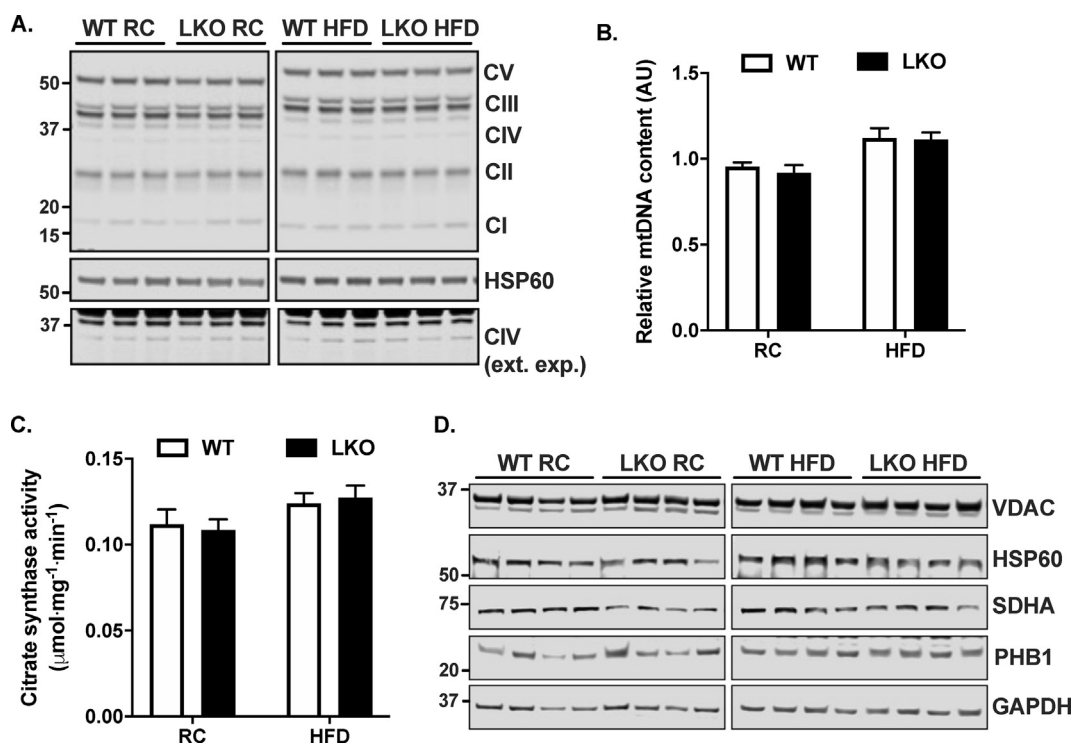 A.
WT RC LKO RC WT HFD LKO HFD
50
37
20
15
CV
CIII
CIV
CII
CI
50
HSP60
37
CIV
(ext. exp.)
B.
WT LKO
Relative mtDNA content (AU)
1.5
1.0
0.5
0.0
RC HFD
C.
WT LKO
Citrate synthase activity
(μmol·mg⁻¹·min⁻¹)
0.15
0.10
0.05
0.00
RC HFD
D.
WT RC LKO RC WT HFD LKO HFD
37
VDAC
50
HSP60
75
SDHA
20
PHB1
37
GAPDH